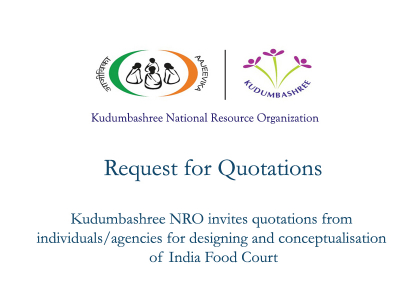 आजीविका
AAJEEVIKA
KUDUMBASHREE
Kudumbashree National Resource Organization
Request for Quotations
Kudumbashree NRO invites quotations from
individuals/agencies for designing and conceptualisation
of India Food Court